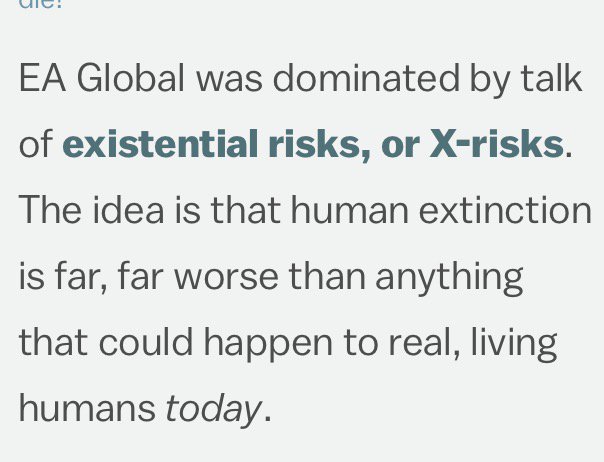 die!
EA Global was dominated by talk
of existential risks, or X-risks.
The idea is that human extinction
is far, far worse than anything
that could happen to real, living
humans today.